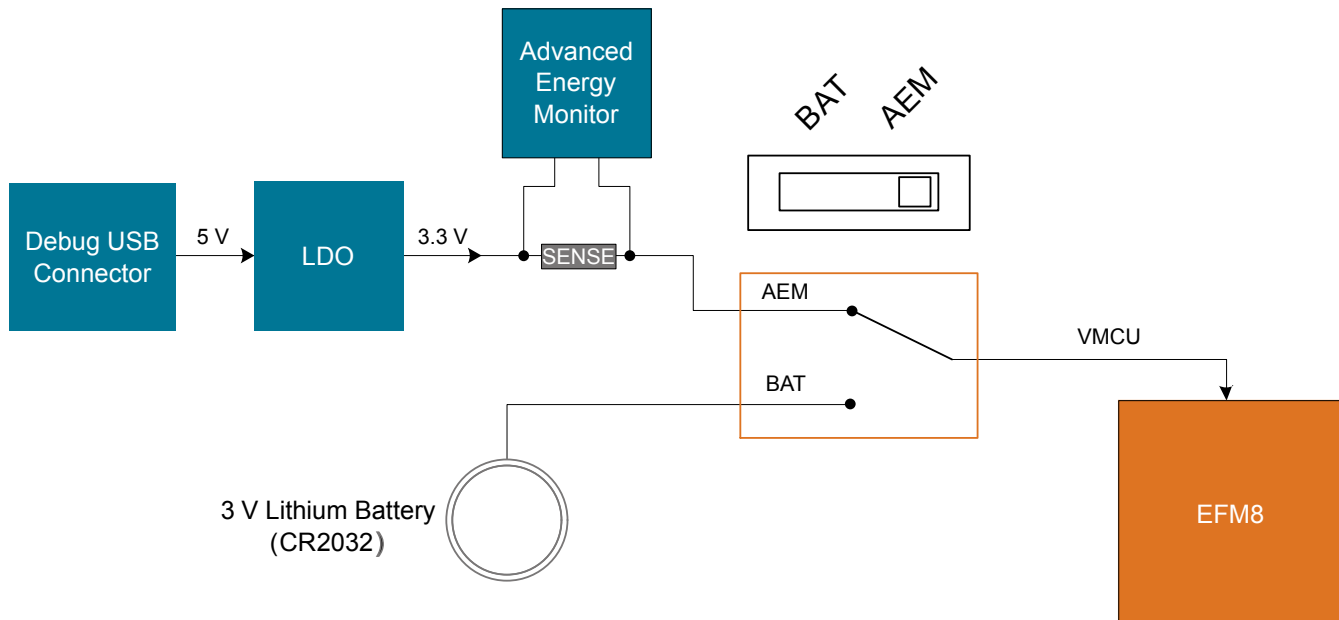 Advanced
Energy
Monitor
BAT
AEM
Debug USB
Connector
5 V
LDO
3.3 V
SENSE
AEM
VMCU
BAT
3 V Lithium Battery
(CR2032)
EFM8